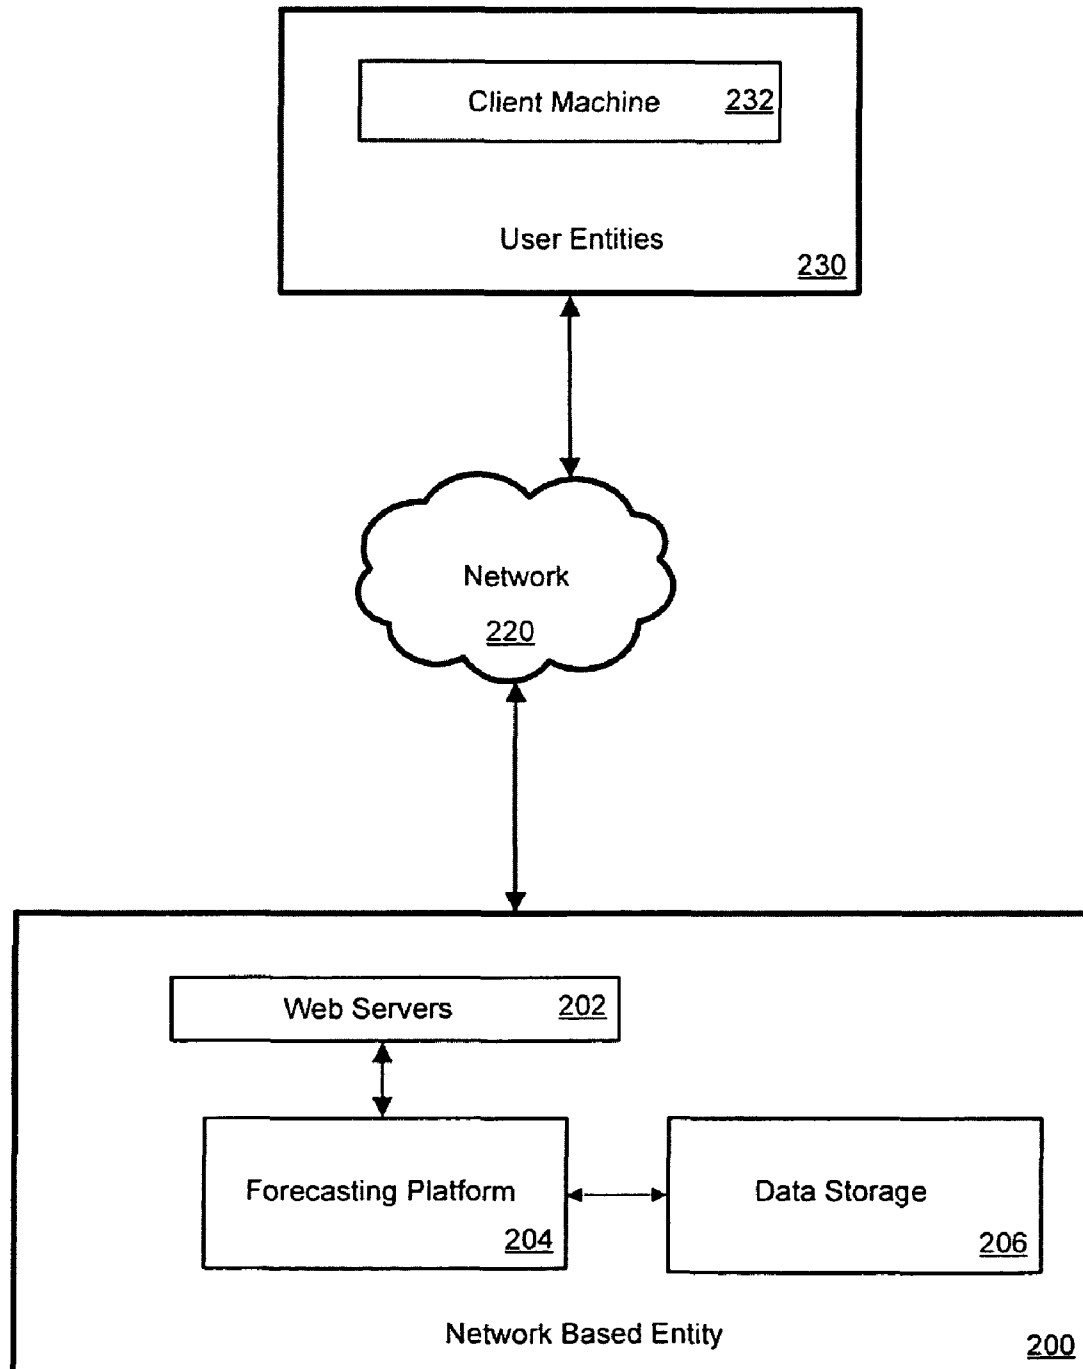 Client Machine 232
User Entities
230
Network
220
Web Servers 202
Forecasting Platform
204
Data Storage
206
Network Based Entity
200